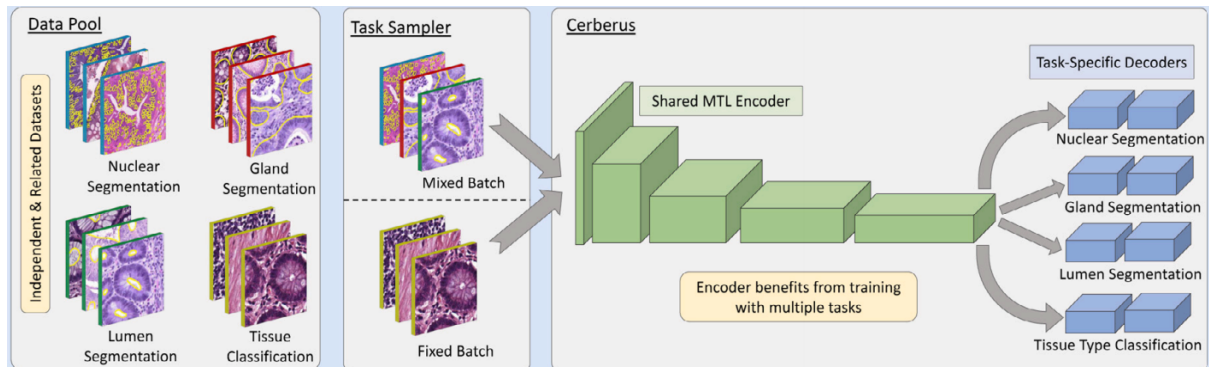 Data Pool
Independent & Related Datasets
Nuclear
Segmentation
Gland
Segmentation
Lumen
Segmentation
Tissue
Classification
Task Sampler
Mixed Batch
Fixed Batch
Cerberus
Shared MTL Encoder
Encoder benefits from training
with multiple tasks
Task-Specific Decoders
Nuclear Segmentation
Gland Segmentation
Lumen Segmentation
Tissue Type Classification